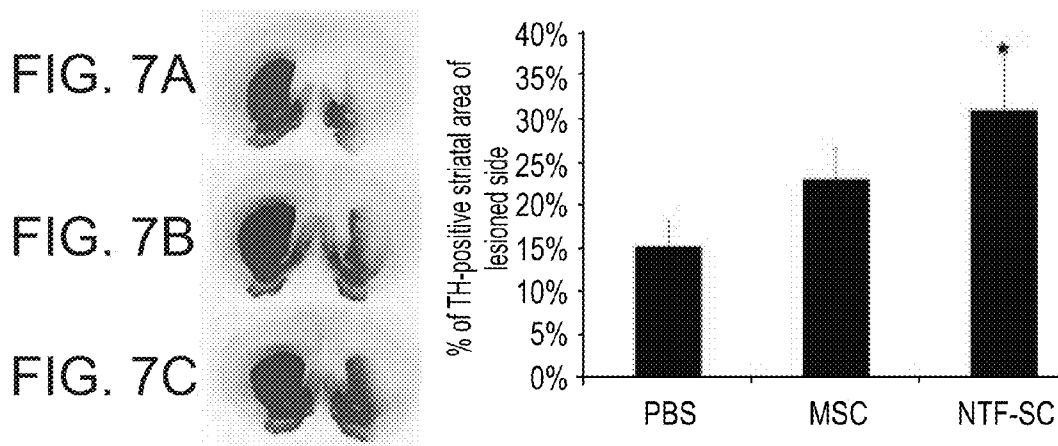 FIG. 7A
FIG. 7B
FIG. 7C
% of TH-positive striatal area of
lesioned side
40%
35%
30%
25%
20%
15%
10%
5%
0%
*
PBS
MSC
NTF-SC